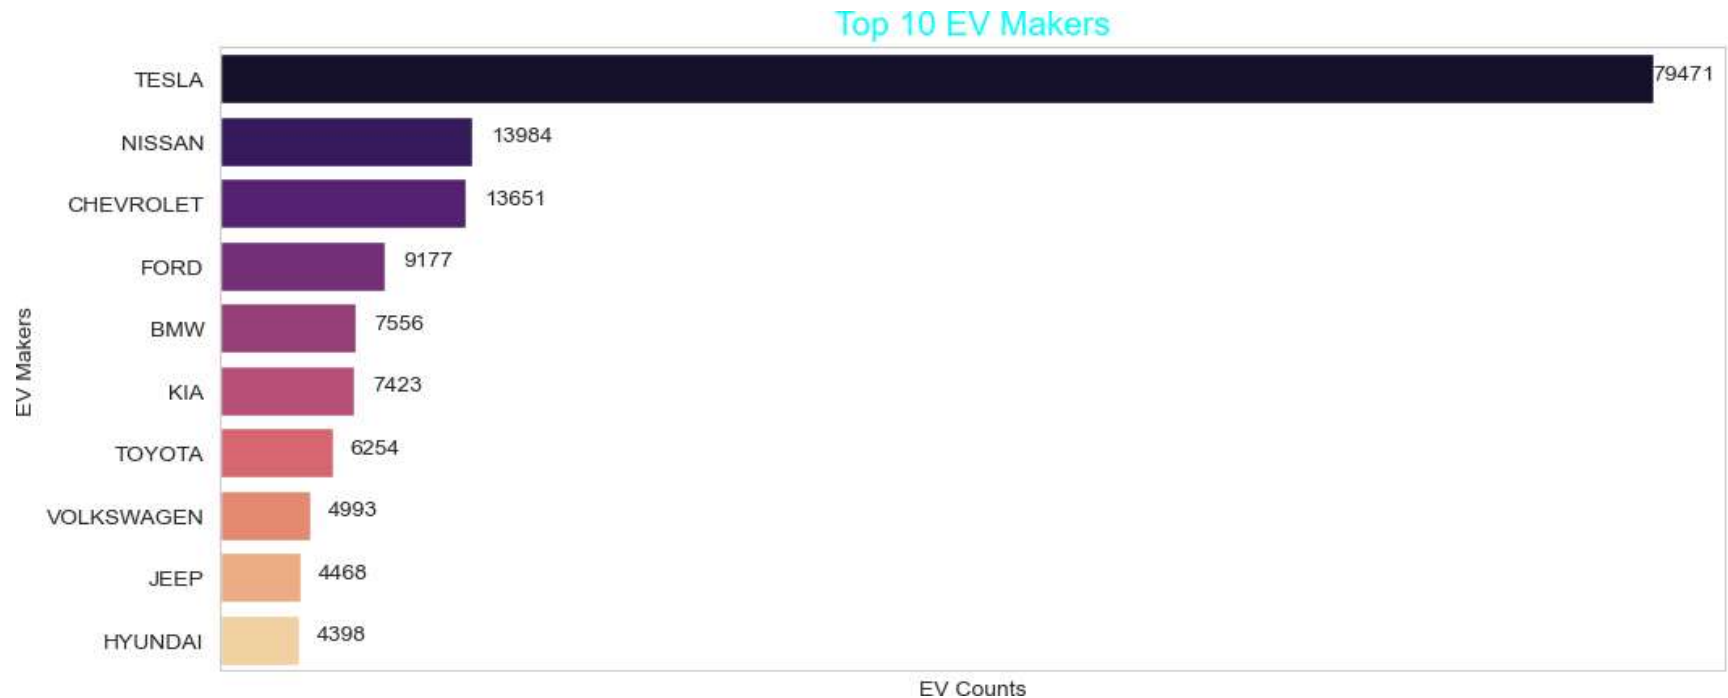 Top 10 EV Makers
TESLA 79471
NISSAN 13984
CHEVROLET 13651
FORD 9177
BMW 7556
KIA 7423
TOYOTA 6254
VOLKSWAGEN 4993
JEEP 4468
HYUNDAI 4398
EV Makers
EV Counts